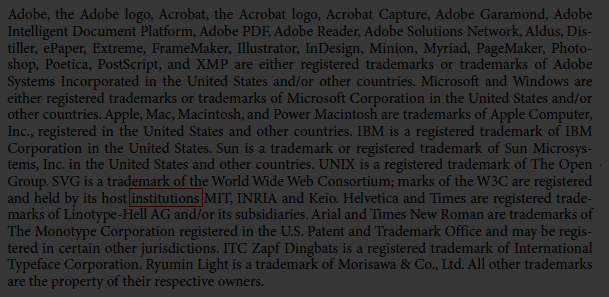 Adobe, the Adobe logo, Acrobat, the Acrobat logo, Acrobat Capture, Adobe Garamond, Adobe
Intelligent Document Platform, Adobe PDF, Adobe Reader, Adobe Solutions Network, Aldus, Dis-
tiller, ePaper, Extreme, FrameMaker, Illustrator, InDesign, Minion, Myriad, PageMaker, Photo-
shop, Poetica, PostScript, and XMP are either registered trademarks or trademarks of Adobe
Systems Incorporated in the United States and/or other countries. Microsoft and Windows are
either registered trademarks or trademarks of Microsoft Corporation in the United States and/or
other countries. Apple, Mac, Macintosh, and Power Macintosh are trademarks of Apple Computer,
Inc., registered in the United States and other countries. IBM is a registered trademark of IBM
Corporation in the United States. Sun is a trademark or registered trademark of Sun Microsys-
tems, Inc. in the United States and other countries. UNIX is a registered trademark of The Open
Group. SVG is a trademark of the World Wide Web Consortium; marks of the W3C are registered
and held by its host institutions MIT, INRIA and Keio. Helvetica and Times are registered trade-
marks of Linotype-Hell AG and/or its subsidiaries. Arial and Times New Roman are trademarks of
The Monotype Corporation registered in the U.S. Patent and Trademark Office and may be regis-
tered in certain other jurisdictions. ITC Zapf Dingbats is a registered trademark of International
Typeface Corporation. Ryumin Light is a trademark of Morisawa & Co., Ltd. All other trademarks
are the property of their respective owners.